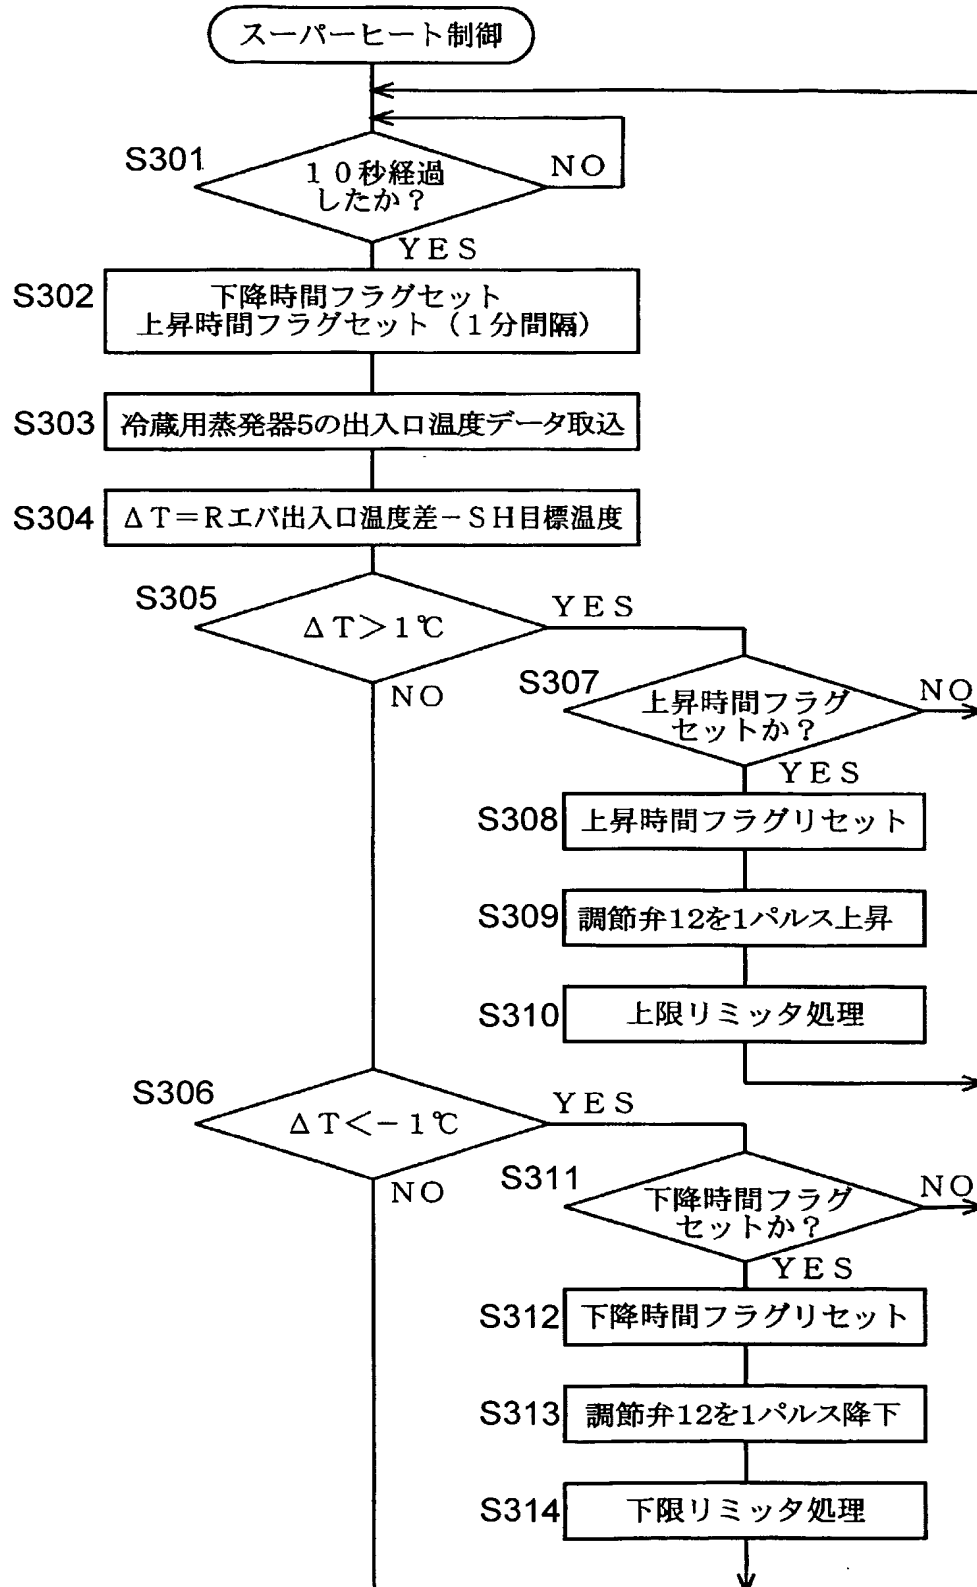 スーパーヒート制御
S301
10秒経過
したか?
NO
YES
S302
下降時間フラグセット
上昇時間フラグセット(1分間隔)
S303
冷蔵用蒸発器5の出入口温度データ取込
S304
ΔT=Rエバ出入口温度差−SH目標温度
S305
ΔT>1℃
YES
NO
S307
上昇時間フラグ
セットか?
NO
YES
S308
上昇時間フラグリセット
S309
調節弁12を1パルス上昇
S310
上限リミッタ処理
S306
ΔT<−1℃
YES
NO
S311
下降時間フラグ
セットか?
NO
YES
S312
下降時間フラグリセット
S313
調節弁12を1パルス降下
S314
下限リミッタ処理